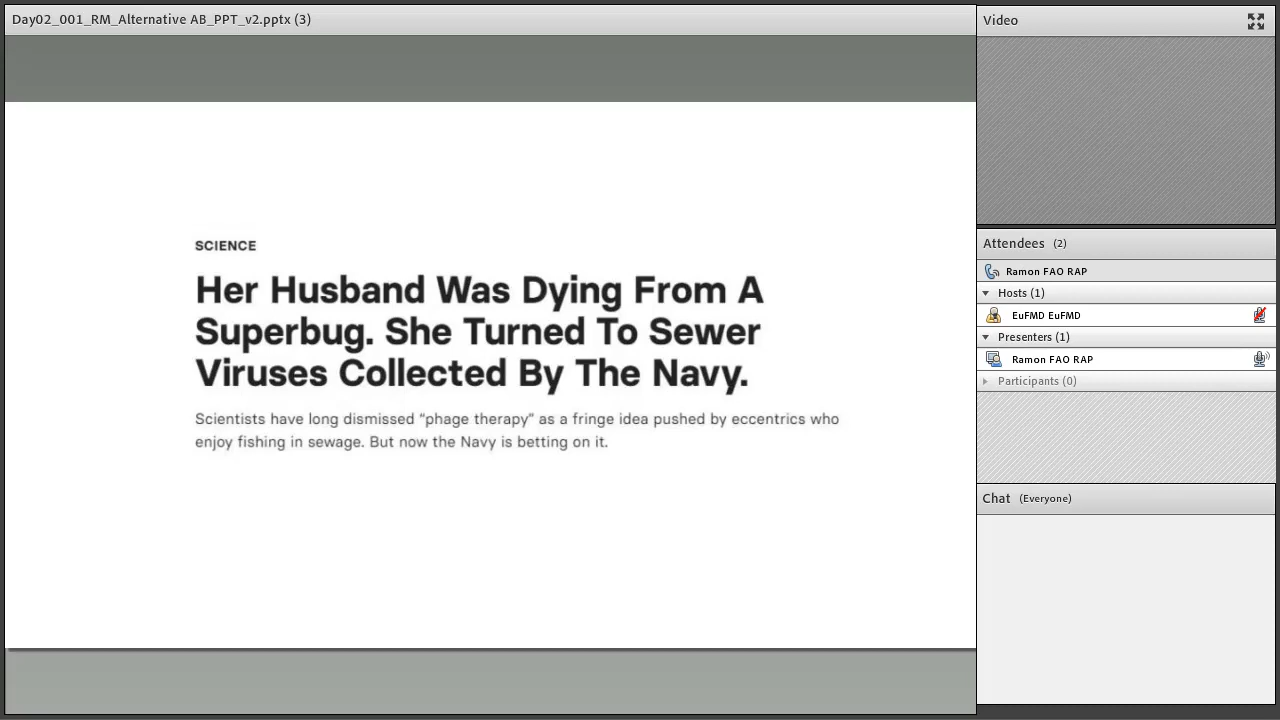 Day02_001_RM_Alternative AB_PPT_v2.pptx (3)
SCIENCE
Her Husband Was Dying From A
Superbug. She Turned To Sewer
Viruses Collected By The Navy.
Scientists have long dismissed “phage therapy” as a fringe idea pushed by eccentrics who
enjoy fishing in sewage. But now the Navy is betting on it.
Video
Attendees (2)
Ramon FAO RAP
Hosts (1)
EuFMD EuFMD
Presenters (1)
Ramon FAO RAP
Participants (0)
Chat (Everyone)